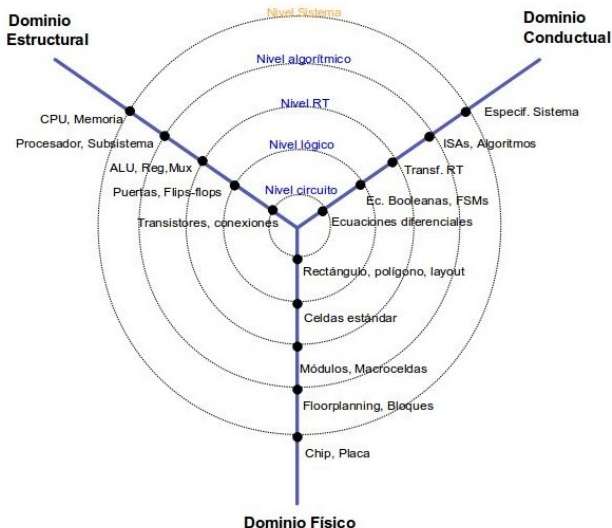 Nivel Sistema
Dominio
Estructural
Dominio
Conductual
Nivel algorítmico
Nivel RT
CPU, Memoria
Especif. Sistema
Procesador, Subsistema
Nivel lógico
ISAs, Algoritmos
ALU, Reg,Mux
Transf. RT
Puertas, Flips-flops
Nivel circuito
Ec. Booleanas, FSMs
Transistores, conexiones
Ecuaciones diferenciales
Rectánguló, polígono, layout
Celdas estándar
Módulos, Macroceldas
Floorplanning, Bloques
Chip, Placa
Dominio Físico